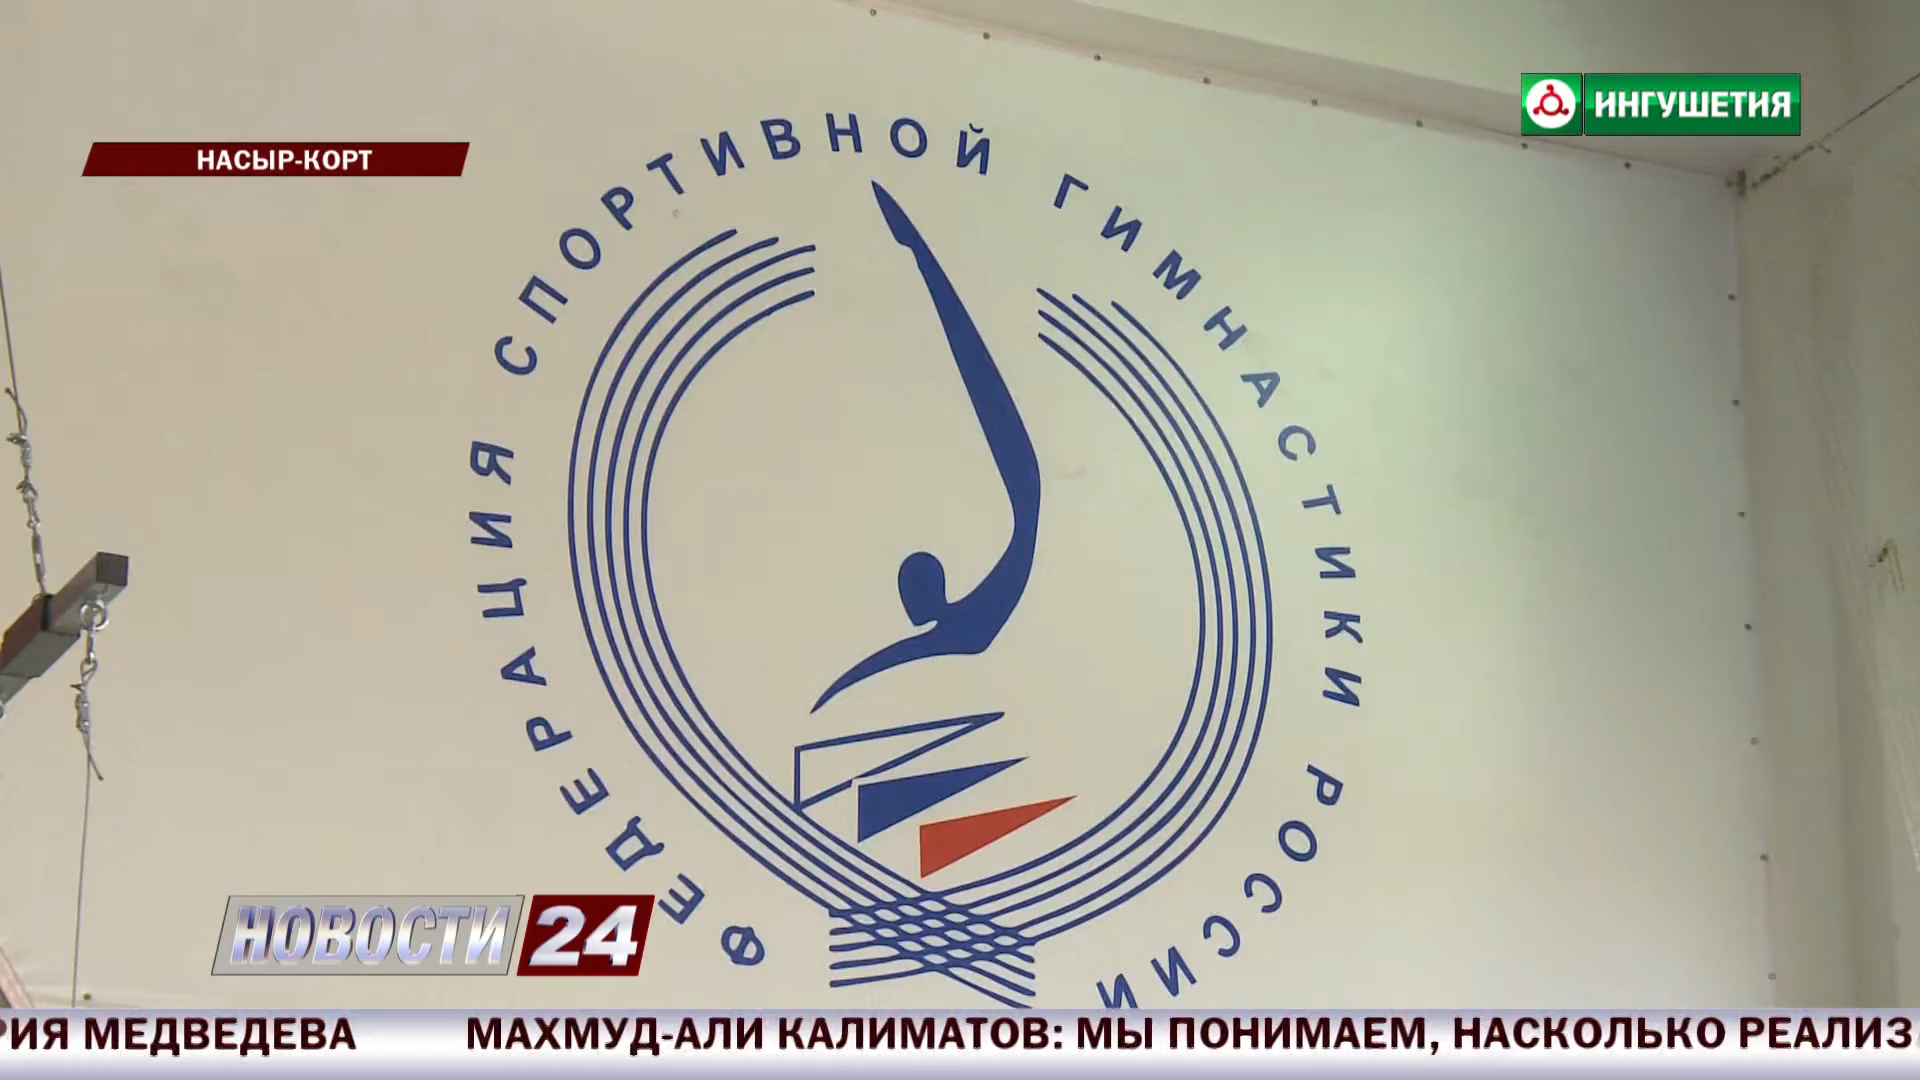 ИНГУШЕТИЯ
НАСЫР-КОРТ
ФЕДЕРАЦИЯ СПОРТИВНОЙ ГИМНАСТИКИ РОССИИ
НОВОСТИ 24
РИЯ МЕДВЕДЕВА МАХМУД-АЛИ КАЛИМАТОВ: МЫ ПОНИМАЕМ, НАСКОЛЬКО РЕАЛИЗ